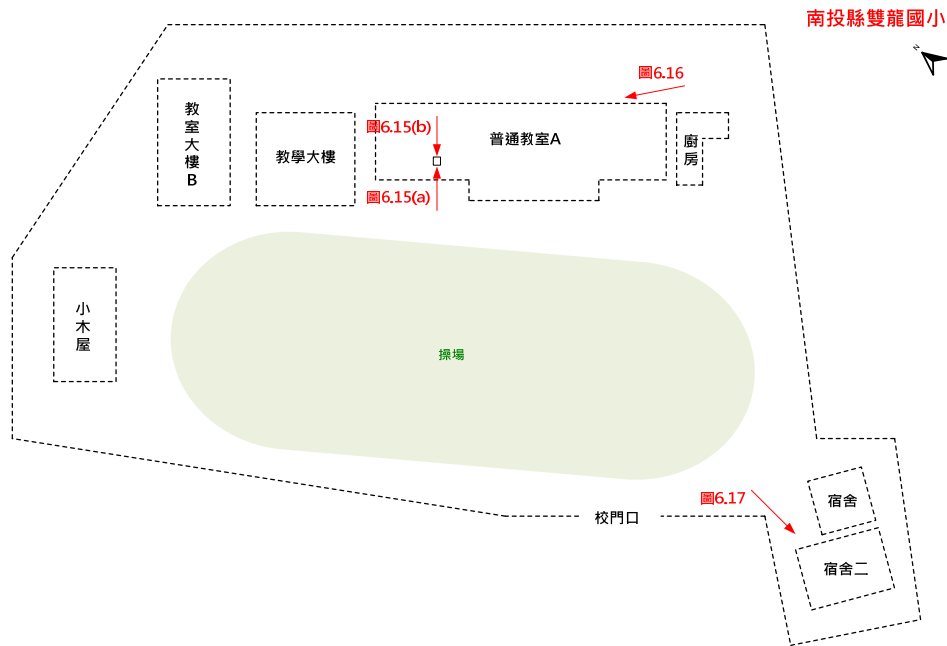 南投縣雙龍國小
N
圖6.16
教室大樓B
教學大樓
圖6.15(b)
普通教室A
廚房
圖6.15(a)
小木屋
操場
圖6.17
宿舍
校門口
宿舍二